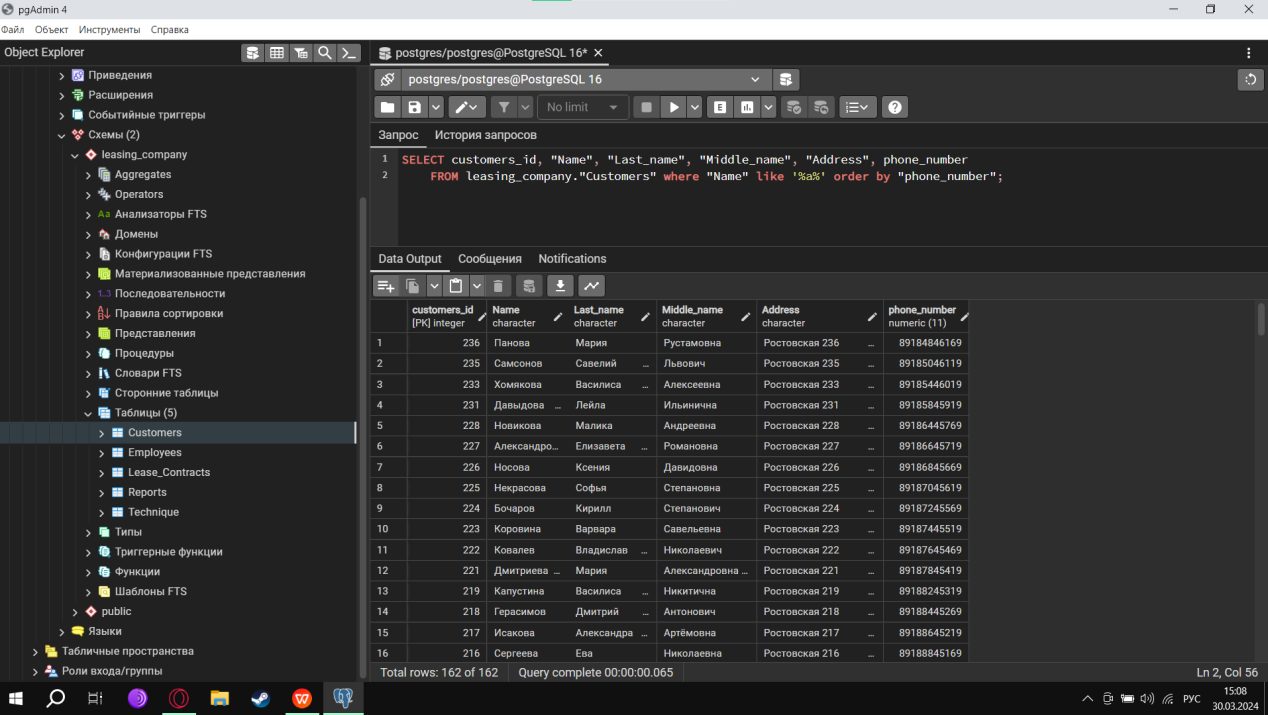 pgAdmin 4
Файл Объект Инструменты Справка
Object Explorer
postgres/postgres@PostgreSQL 16*
postgres/postgres@PostgreSQL 16
No limit
E
Запрос История запросов
1 SELECT customers_id, "Name", "Last_name", "Middle_name", "Address", phone_number
2 FROM leasing_company."Customers" where "Name" like '%а%' order by "phone_number";
Приведения
Расширения
Событийные триггеры
Схемы (2)
leasing_company
Aggregates
Operators
Aa Анализаторы FTS
Домены
Конфигурации FTS
Материализованные представления
1..3 Последовательности
Правила сортировки
Представления
Процедуры
Словари FTS
Сторонние таблицы
Таблицы (5)
Customers
Employees
Lease_Contracts
Reports
Technique
Типы
Триггерные функции
Функции
Шаблоны FTS
public
Языки
Табличные пространства
Роли входа/группы
Data Output Сообщения Notifications
customers_id Name Last_name Middle_name Address phone_number
[PK] integer character character character character numeric (11)
1 236 Панова Мария Рустамовна Ростовская 236 ... 89184846169
2 235 Самсонов Савелий ... Львович Ростовская 235 ... 89185046119
3 233 Хомякова Василиса ... Алексеевна Ростовская 233 ... 89185446019
4 231 Давыдова ... Лейла Ильинична Ростовская 231 ... 89185845919
5 228 Новикова Малика Андреевна Ростовская 228 ... 89186445769
6 227 Александро... Елизавета ... Романовна Ростовская 227 ... 89186645719
7 226 Носова Ксения Давидовна Ростовская 226 ... 89186845669
8 225 Некрасова Софья Степановна Ростовская 225 ... 89187045619
9 224 Бочаров Кирилл Степанович Ростовская 224 ... 89187245569
10 223 Коровина Варвара Савельевна Ростовская 223 ... 89187445519
11 222 Ковалев Владислав ... Николаевич Ростовская 222 ... 89187645469
12 221 Дмитриева ... Мария Александровна ... Ростовская 221 ... 89187845419
13 219 Капустина Василиса ... Никитична Ростовская 219 ... 89188245319
14 218 Герасимов Дмитрий ... Антонович Ростовская 218 ... 89188445269
15 217 Исакова Александра ... Артёмовна Ростовская 217 ... 89188645219
16 216 Сергеева Ева Николаевна Ростовская 216 ... 89188845169
Total rows: 162 of 162 Query complete 00:00:00.065 Ln 2, Col 56
W РУС 15:08
30.03.2024